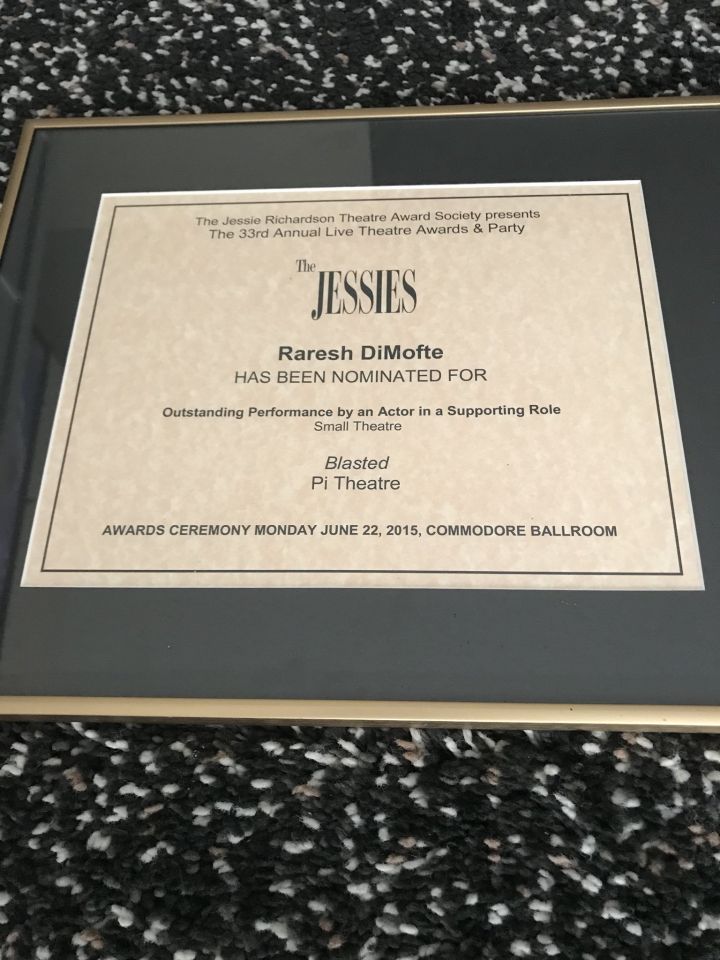 The Jessie Richardson Theatre Award Society presents
The 33rd Annual Live Theatre Awards & Party
The
JESSIES
Raresh DiMofte
HAS BEEN NOMINATED FOR
Outstanding Performance by an Actor in a Supporting Role
Small Theatre
Blasted
Pi Theatre
AWARDS CEREMONY MONDAY JUNE 22, 2015, COMMODORE BALLROOM